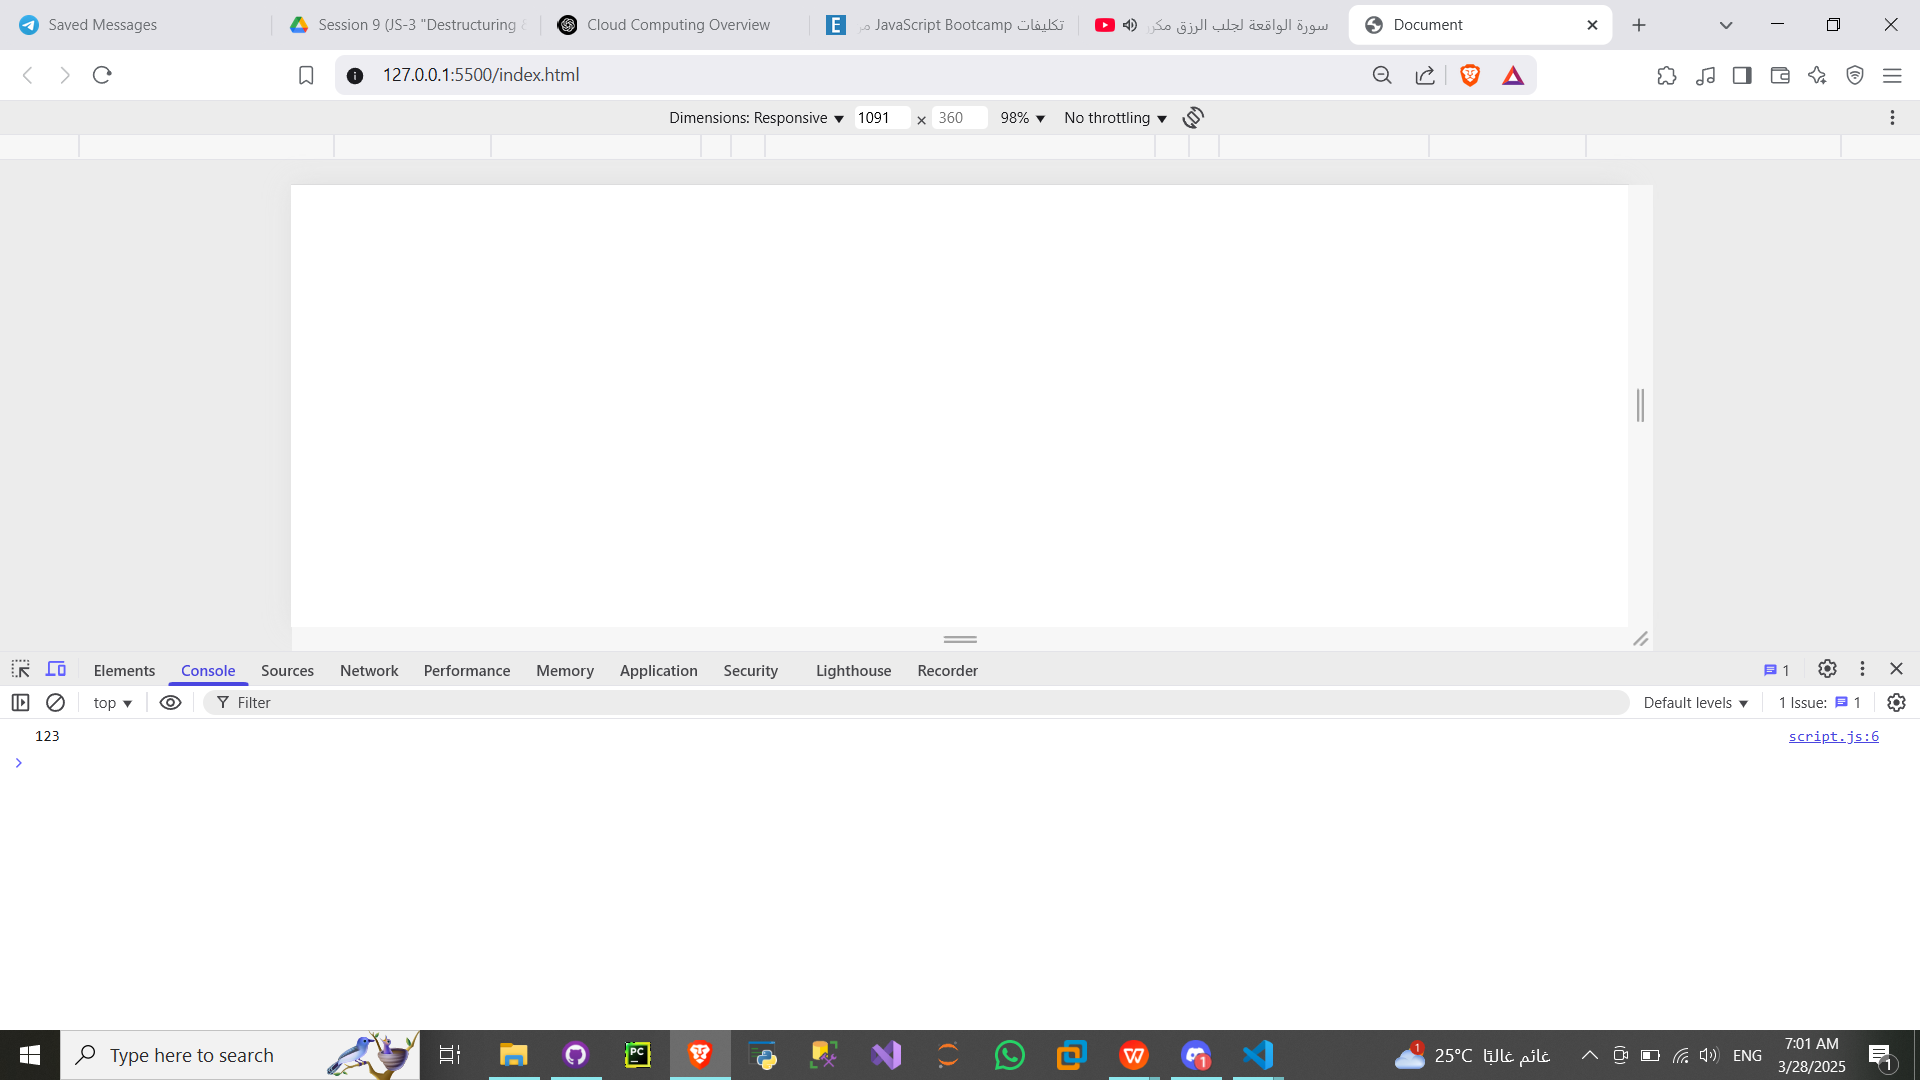 Saved Messages
Session 9 (JS-3 "Destructuring &
Cloud Computing Overview
تكليفات JavaScript Bootcamp
سورة الواقعة لجلب الرزق
Document
127.0.0.1:5500/index.html
Dimensions: Responsive 1091 × 360 98% No throttling
Elements Console Sources Network Performance Memory Application Security Lighthouse Recorder 1
top Filter Default levels 1 Issue: 1
123 script.js:6
Type here to search
PC
W
1
1
25°C غائم غالبًا
ENG
7:01 AM
3/28/2025
1